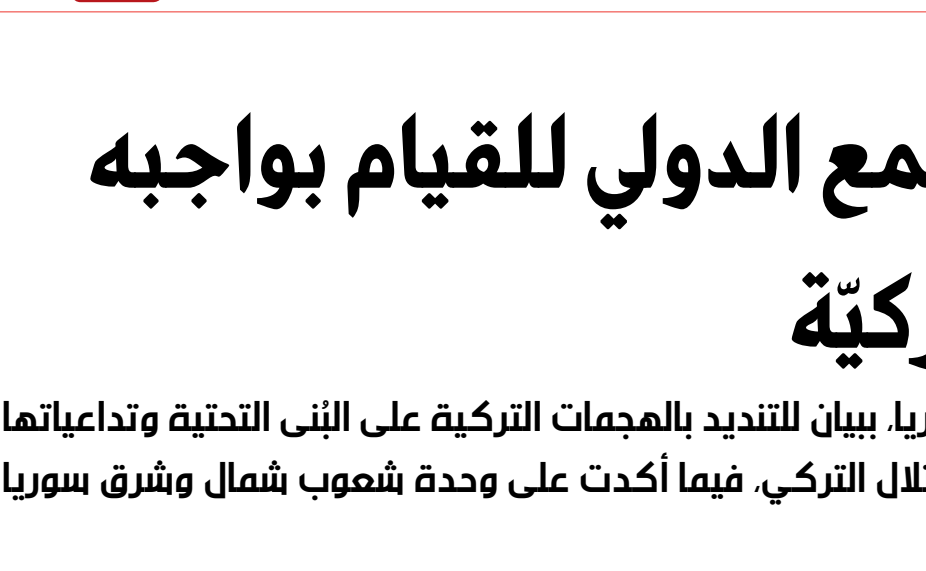 مع الدولي للقيام بواجبه
ركيّة
ريا، ببيان للتنديد بالهجمات التركية على البُنى التحتية وتداعياتها
تلال التركي، فيما أكدت على وحدة شعوب شمال وشرق سوريا